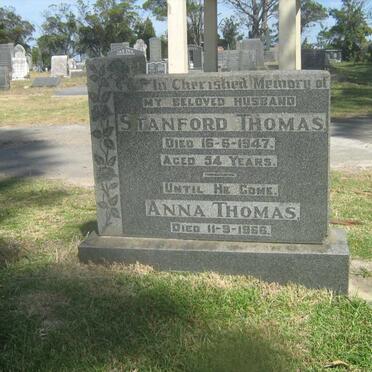 In Cherished Memory of
MY BELOVED HUSBAND
STANFORD THOMAS
DIED 16-6-1947.
AGED 54 YEARS.
UNTIL HE COME.
ANNA THOMAS.
DIED 11-9-1966.